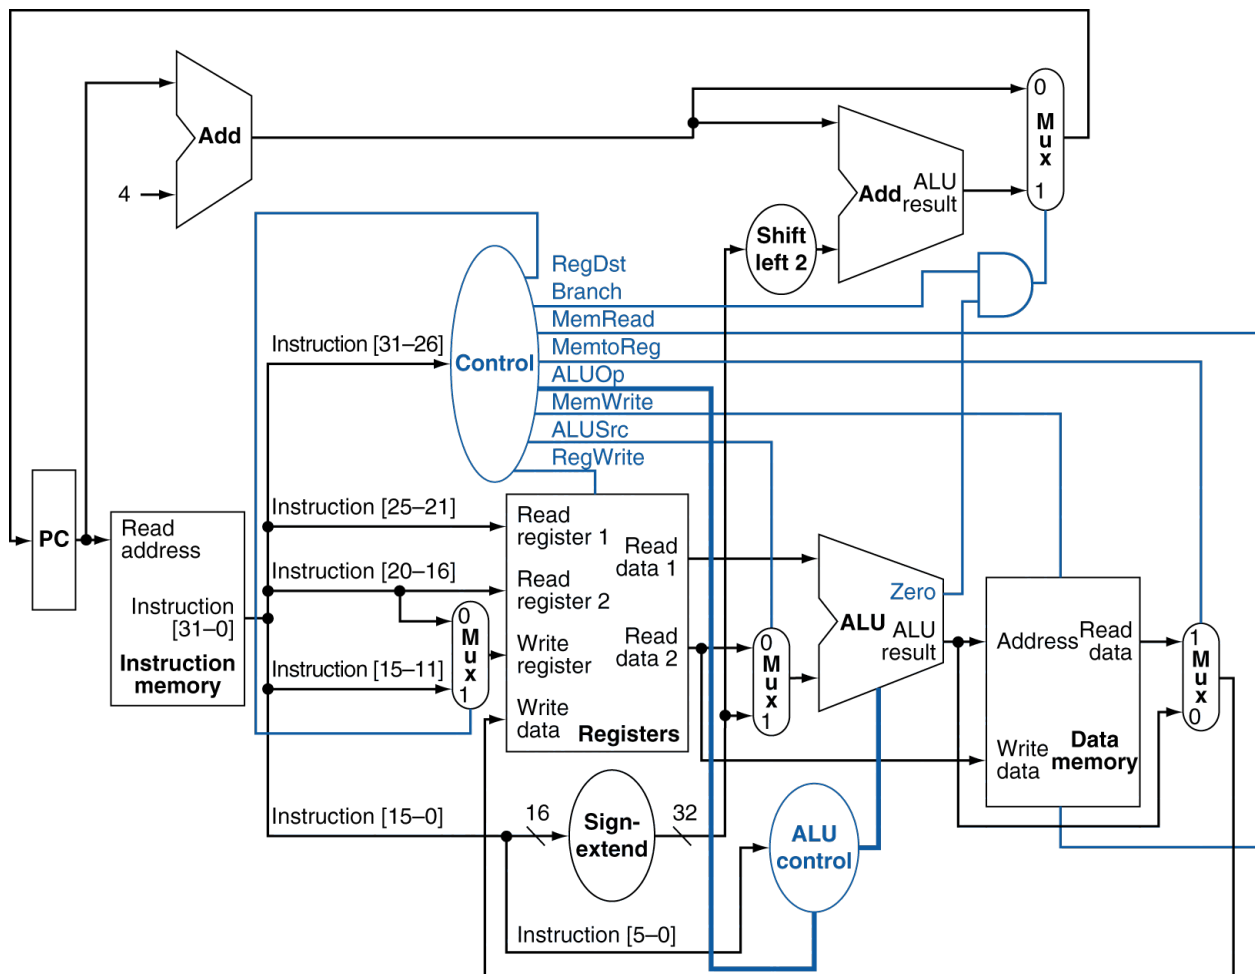 Add
4
0
M
u
x
1
Add
ALU
result
Shift
left 2
RegDst
Branch
MemRead
MemtoReg
ALUOp
MemWrite
ALUSrc
RegWrite
Control
Instruction [31–26]
Instruction [25–21]
Instruction [20–16]
Instruction [15–11]
Instruction [15–0]
Instruction [5–0]
PC
Read
address
Instruction
[31–0]
Instruction
memory
0
M
u
x
1
Read
register 1
Read
register 2
Write
register
Write
data
Read
data 1
Read
data 2
Registers
0
M
u
x
1
Zero
ALU
ALU
result
Address
Read
data
Write
data
Data
memory
1
M
u
x
0
16
Sign-
extend
32
ALU
control